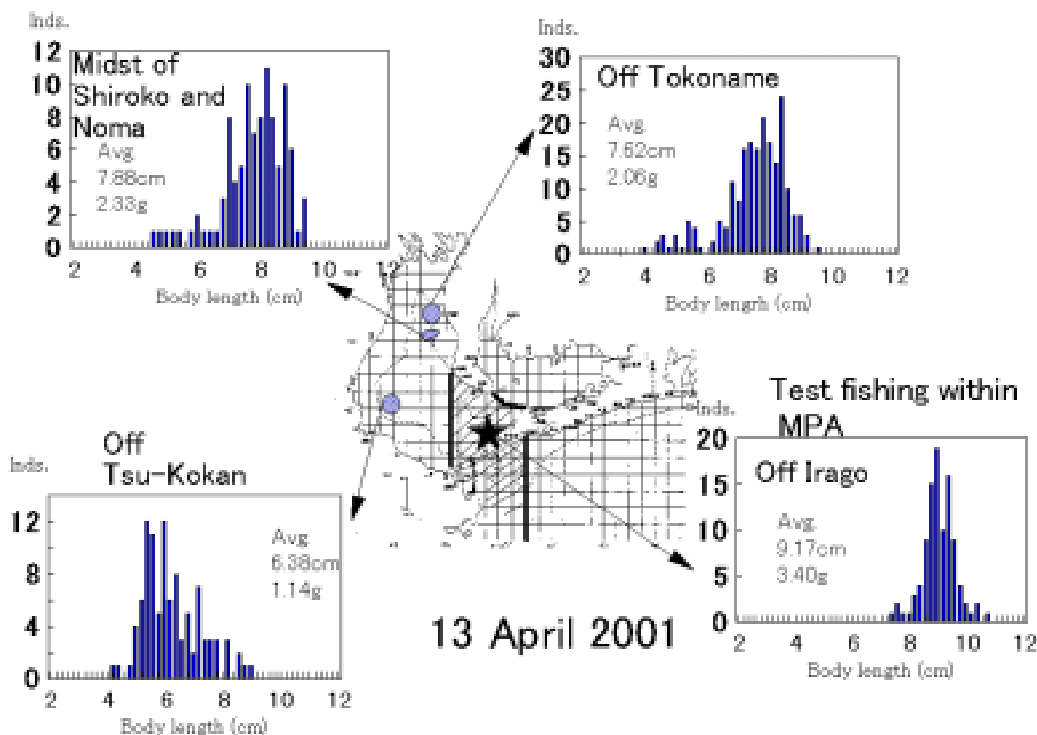 Inds.
12
10
8
6
4
2
0
Midst of
Shiroko and
Noma
Avg
7.88cm
2.33g
2 4 6 8 10 12
Body length (cm)
Inds.
30
25
20
15
10
5
0
Off Tokoname
Avg
7.62cm
2.06g
2 4 6 8 10 12
Body lengrh (cm)
Inds.
Off
Tsu-Kokan
12
8
4
0
Avg
6.38cm
1.14g
2 4 6 8 10 12
Body length (cm)
Test fishing within
MPA
Inds.
20
15
10
5
0
Off Irago
Avg
9.17cm
3.40g
2 4 6 8 10 12
Body length (cm)
13 April 2001